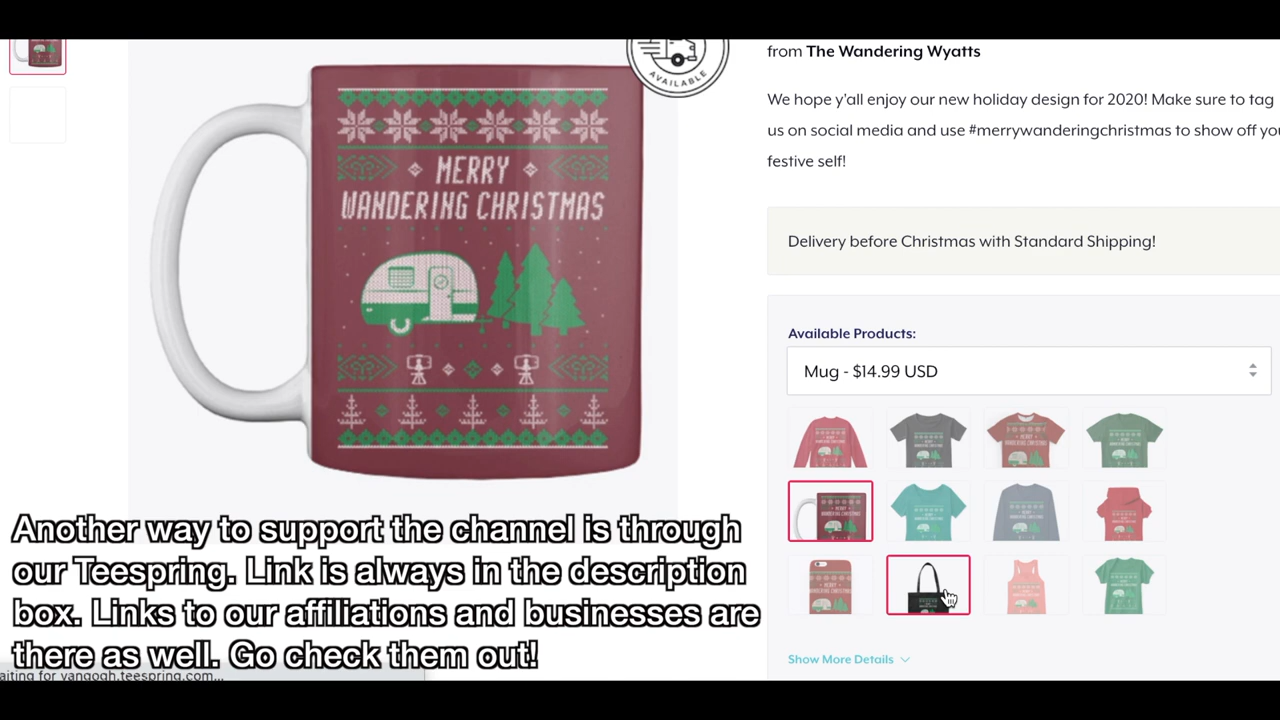 from The Wandering Wyatts
We hope y'all enjoy our new holiday design for 2020! Make sure to tag
us on social media and use #merrywanderingchristmas to show off
festive self!
AVAILABLE
MERRY
WANDERING CHRISTMAS
Delivery before Christmas with Standard Shipping!
Available Products:
Mug - $14.99 USD
Show More Details
Another way to support the channel is through
our Teespring. Link is always in the description
box. Links to our affiliations and businesses are
there as well. Go check them out!
aiting for vangogh.teespring.com...